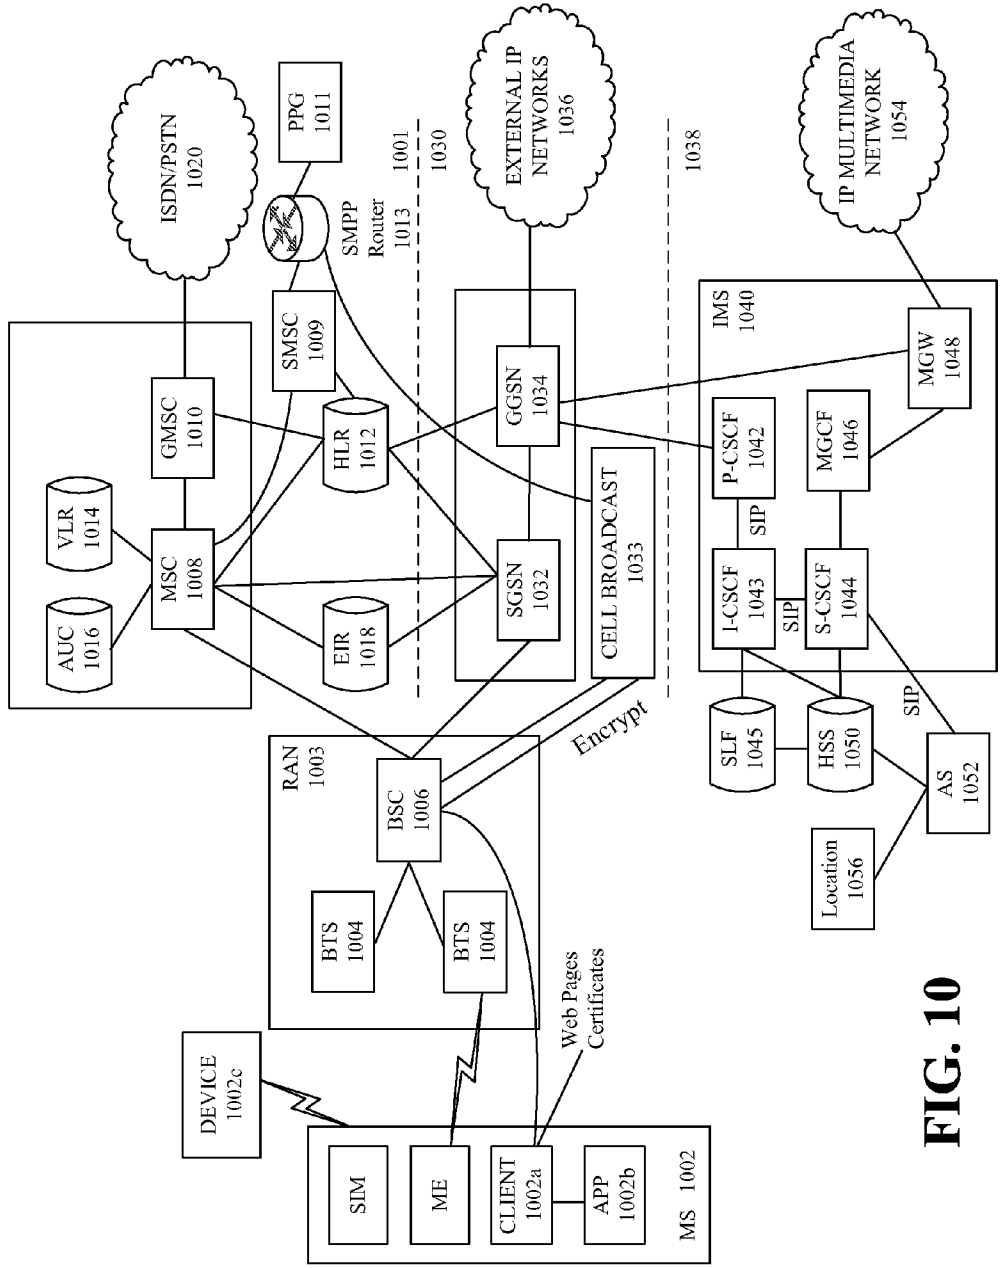 DEVICE
1002c
SIM
ME
CLIENT
1002a
APP
1002b
MS 1002
Web Pages
Certificates
RAN
1003
BTS
1004
BTS
1004
BSC
1006
AUC
1016
VLR
1014
MSC
1008
GMSC
1010
ISDN/PSTN
1020
EIR
1018
HLR
1012
SMSC
1009
SMPP
Router
1013
PPG
1011
1001
1030
SGSN
1032
GGSN
1034
EXTERNAL IP
NETWORKS
1036
CELL BROADCAST
1033
Encrypt
1038
IMS
1040
SLF
1045
HSS
1050
I-CSCF
1043
SIP
P-CSCF
1042
SIP
S-CSCF
1044
MGCF
1046
MGW
1048
IP MULTIMEDIA
NETWORK
1054
SIP
AS
1052
Location
1056
FIG. 10